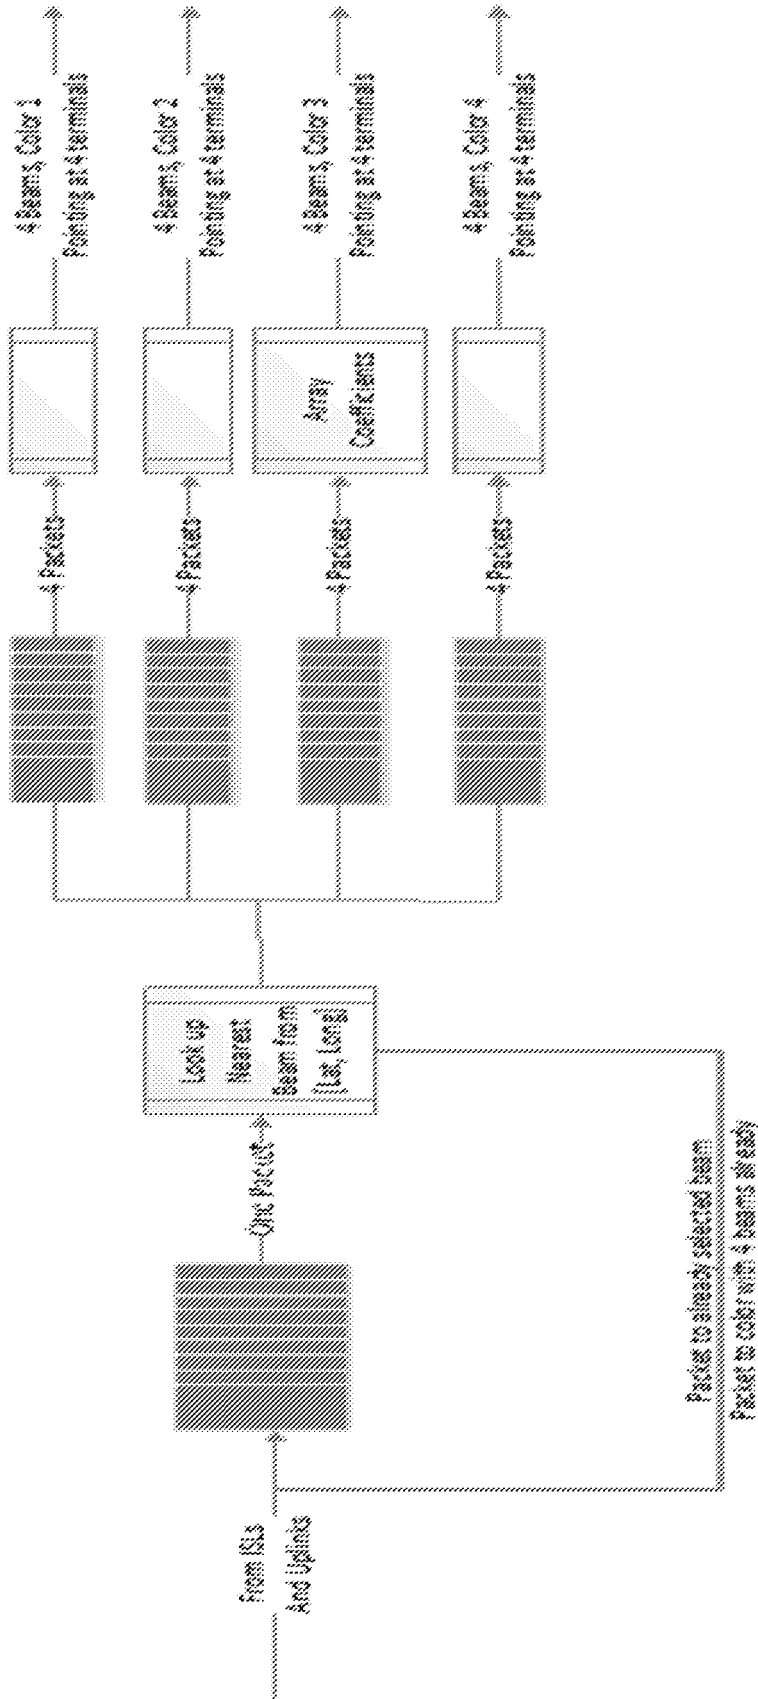 From ISLs
And Uplinks
One Packet
Look up
Nearest
Beam from
(Lat, Long)
Packet to already selected beam
Packet to color with 4 beams already
4 Packets
4 Packets
4 Packets
4 Packets
Array
Coefficients
4 Beams, Color 1
Pointing at 4 terminals
4 Beams, Color 2
Pointing at 4 terminals
4 Beams, Color 3
Pointing at 4 terminals
4 Beams, Color 4
Pointing at 4 terminals